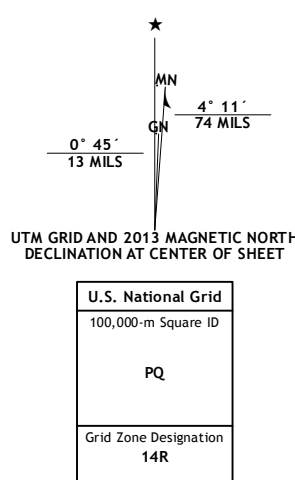 ★
MN
GN
4° 11´
74 MILS
0° 45´
13 MILS
UTM GRID AND 2013 MAGNETIC NORTH
DECLINATION AT CENTER OF SHEET
U.S. National Grid
100,000-m Square ID
PQ
Grid Zone Designation
14R